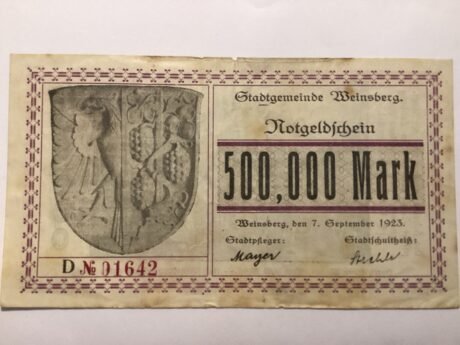 Stadtgemeinde Weinsberg.
Notgeldschein
500,000 Mark
Weinsberg, den 7. September 1923.
Stadtpfleger: Stadtschultheiß:
Mayer
D № 01642